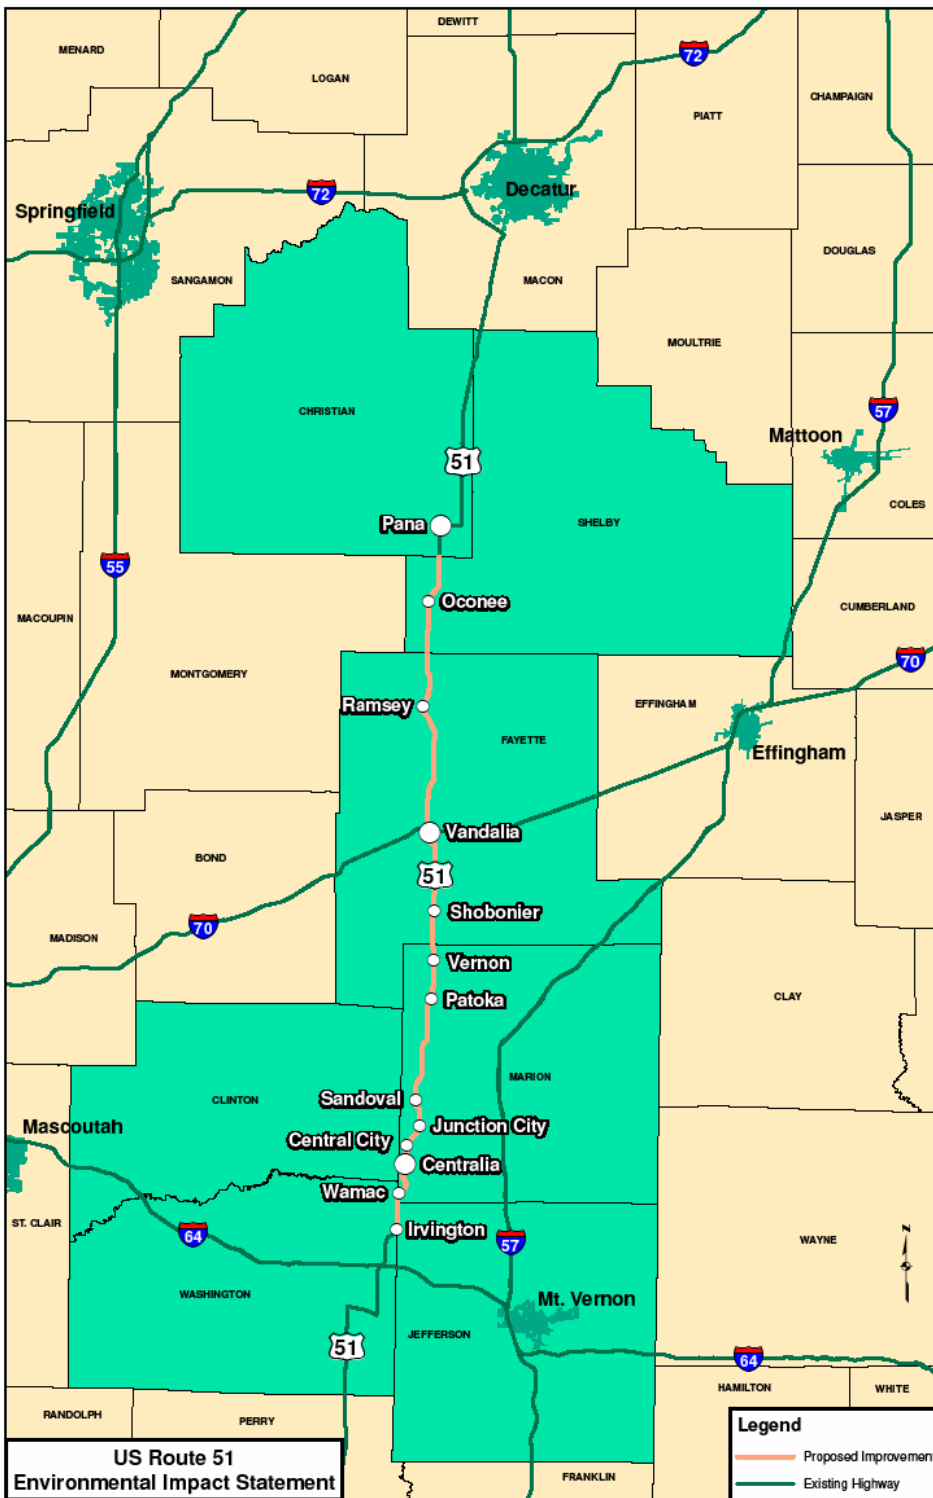 DEWITT
MENARD
72
LOGAN
CHAMPAIGN
PIATT
72
Decatur
Springfield
DOUGLAS
SANGAMON
MACON
MOULTRIE
CHRISTIAN
57
Mattoon
51
COLES
Pana
SHELBY
55
Oconee
CUMBERLAND
MACOUPIN
70
MONTGOMERY
Ramsey
EFFINGHAM
FAYETTE
Effingham
JASPER
Vandalia
BOND
51
Shobonier
70
MADISON
Vernon
CLAY
Patoka
MARION
Sandoval
CLINTON
Mascoutah
Junction City
Central City
Centralia
Wamac
ST. CLAIR
Irvington
64
57
WAYNE
N
WASHINGTON
Mt. Vernon
JEFFERSON
51
64
HAMILTON
WHITE
RANDOLPH
PERRY
Legend
US Route 51
Environmental Impact Statement
Proposed Improvement
FRANKLIN
Existing Highway